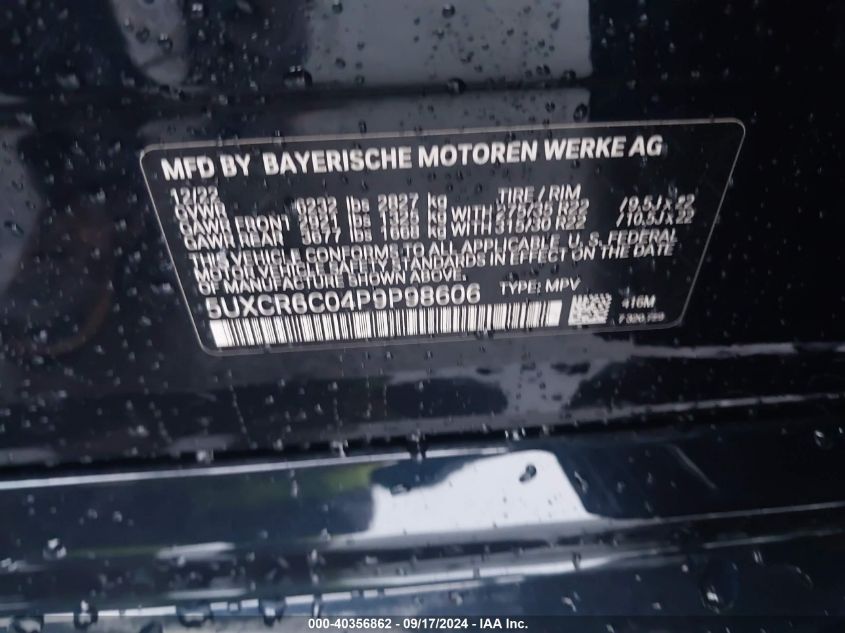 MFD BY BAYERISCHE MOTOREN WERKE AG
12/22 TIRE / RIM
GVWR lbs 2827 kg
GAWR FRONT lbs 1325 kg WITH 275/35 R22 /9.5J x 22
GAWR REAR 3677 lbs 1668 kg WITH 315/30 R22 /10.5J x 22
THE VEHICLE CONFORMS TO ALL APPLICABLE U. S. FEDERAL
MOTOR VEHICLE SAFETY STANDARDS IN EFFECT ON THE DATE
OF MANUFACTURE SHOWN ABOVE.
5UXCR6C04P9P98606 TYPE: MPV
416M
000-40356862 - 09/17/2024 - IAA Inc.